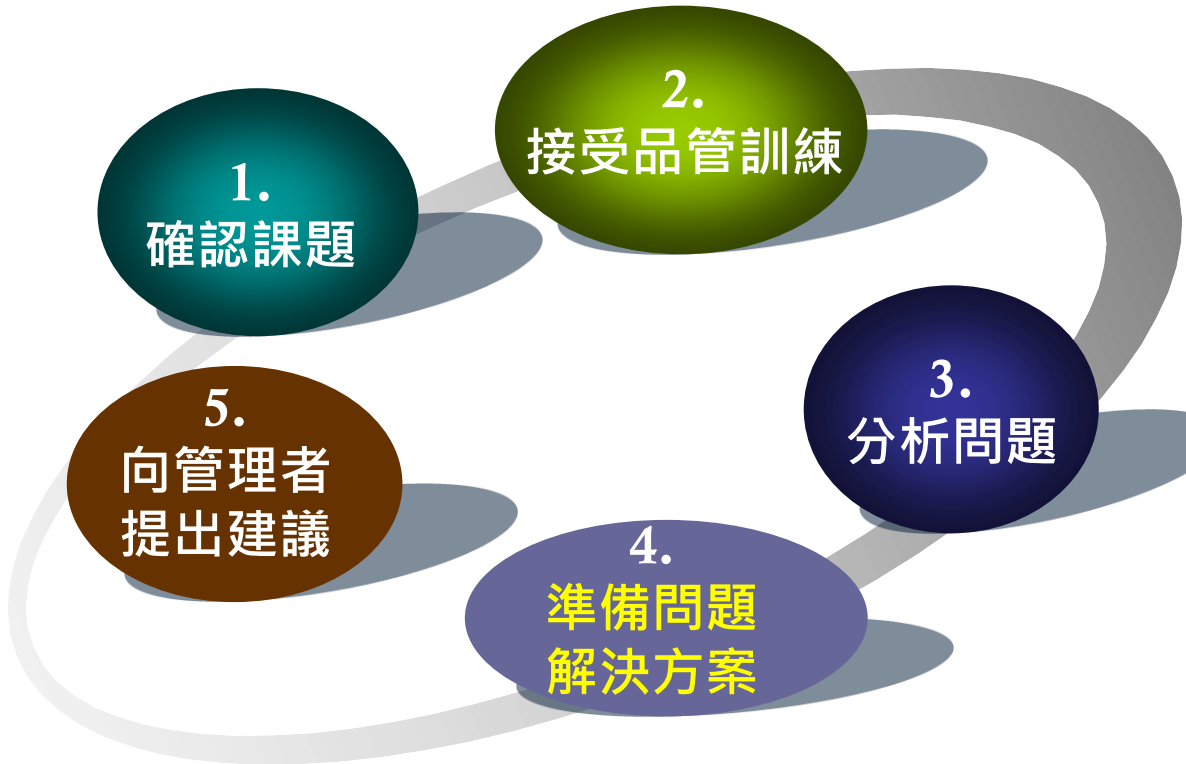 1.
確認課題
2.
接受品管訓練
3.
分析問題
4.
準備問題
解決方案
5.
向管理者
提出建議